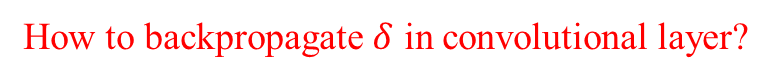 How to backpropagate δ in convolutional layer?